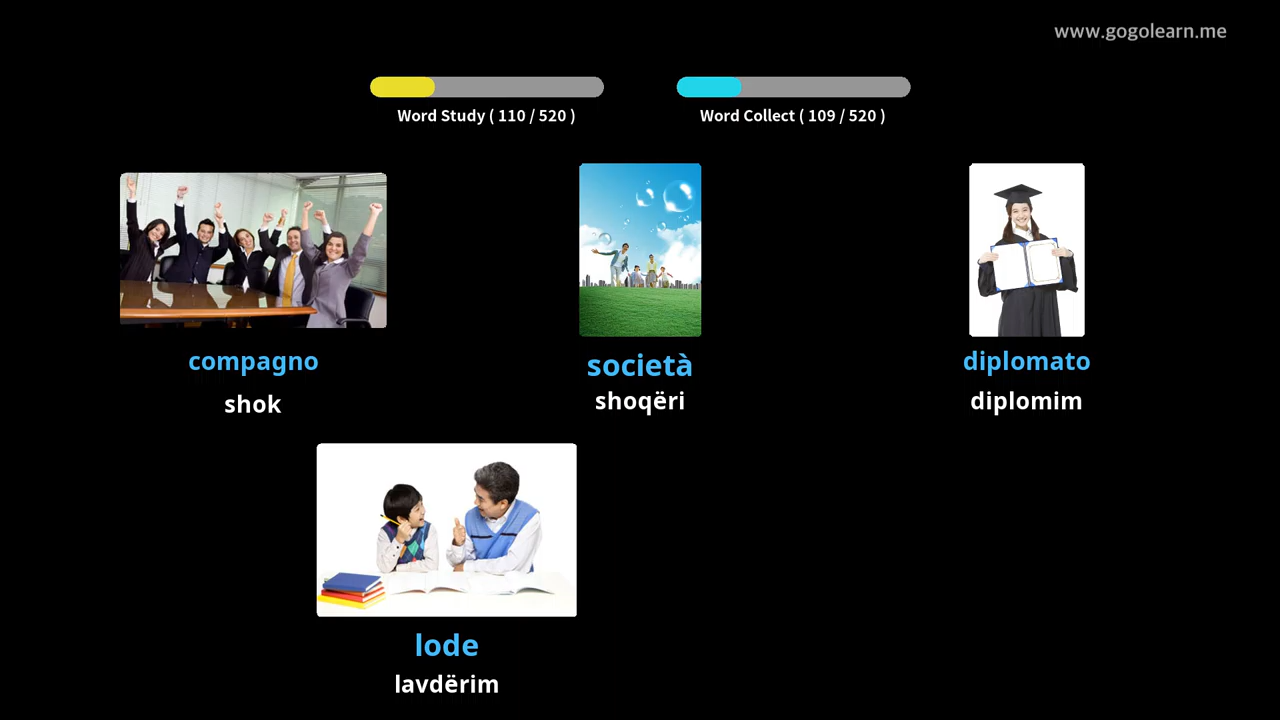 www.gogolearn.me
Word Study ( 110 / 520 )
Word Collect ( 109 / 520 )
compagno
shok
società
shoqëri
diplomato
diplomim
lode
lavdërim